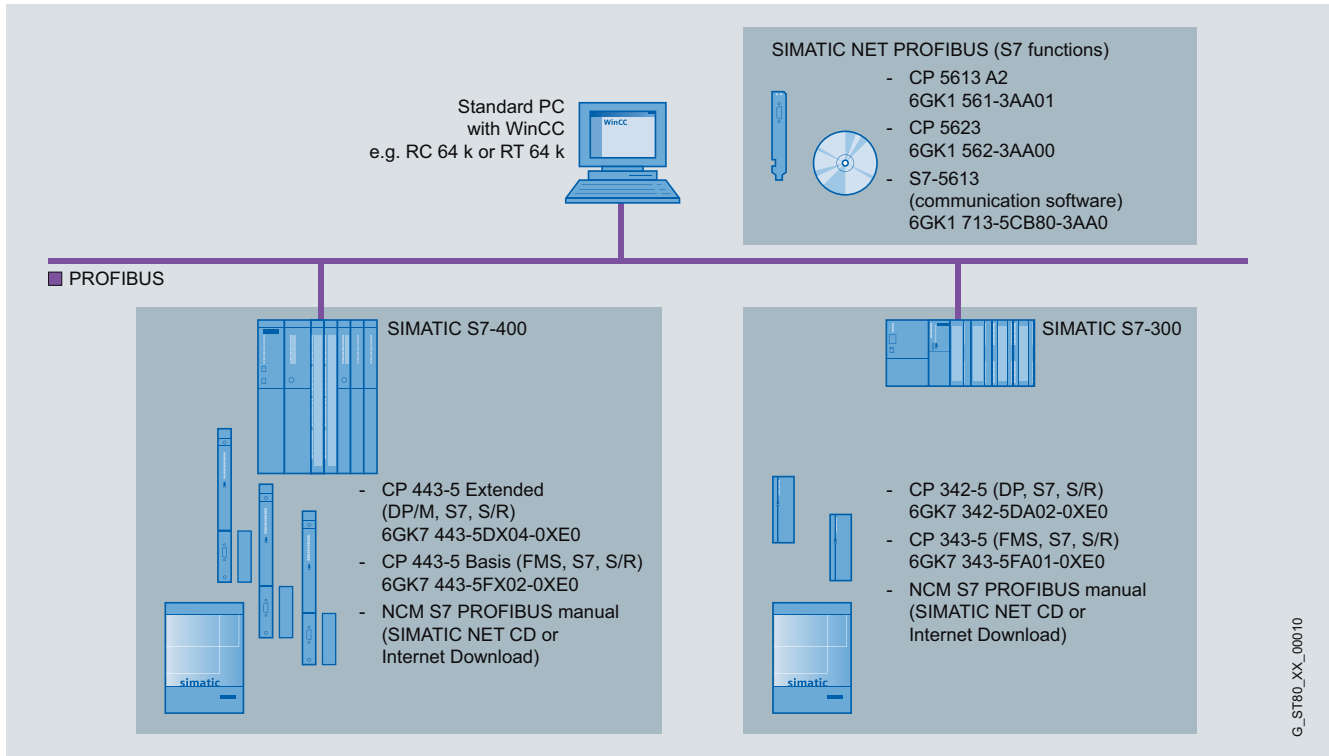 SIMATIC NET PROFIBUS (S7 functions)
- CP 5613 A2
6GK1 561-3AA01
- CP 5623
6GK1 562-3AA00
- S7-5613
(communication software)
6GK1 713-5CB80-3AA0
Standard PC
with WinCC
e.g. RC 64 k or RT 64 k
WinCC
PROFIBUS
SIMATIC S7-400
- CP 443-5 Extended
(DP/M, S7, S/R)
6GK7 443-5DX04-0XE0
- CP 443-5 Basis (FMS, S7, S/R)
6GK7 443-5FX02-0XE0
- NCM S7 PROFIBUS manual
(SIMATIC NET CD or
Internet Download)
simatic
SIMATIC S7-300
- CP 342-5 (DP, S7, S/R)
6GK7 342-5DA02-0XE0
- CP 343-5 (FMS, S7, S/R)
6GK7 343-5FA01-0XE0
- NCM S7 PROFIBUS manual
(SIMATIC NET CD or
Internet Download)
simatic
G_ST80_XX_00010